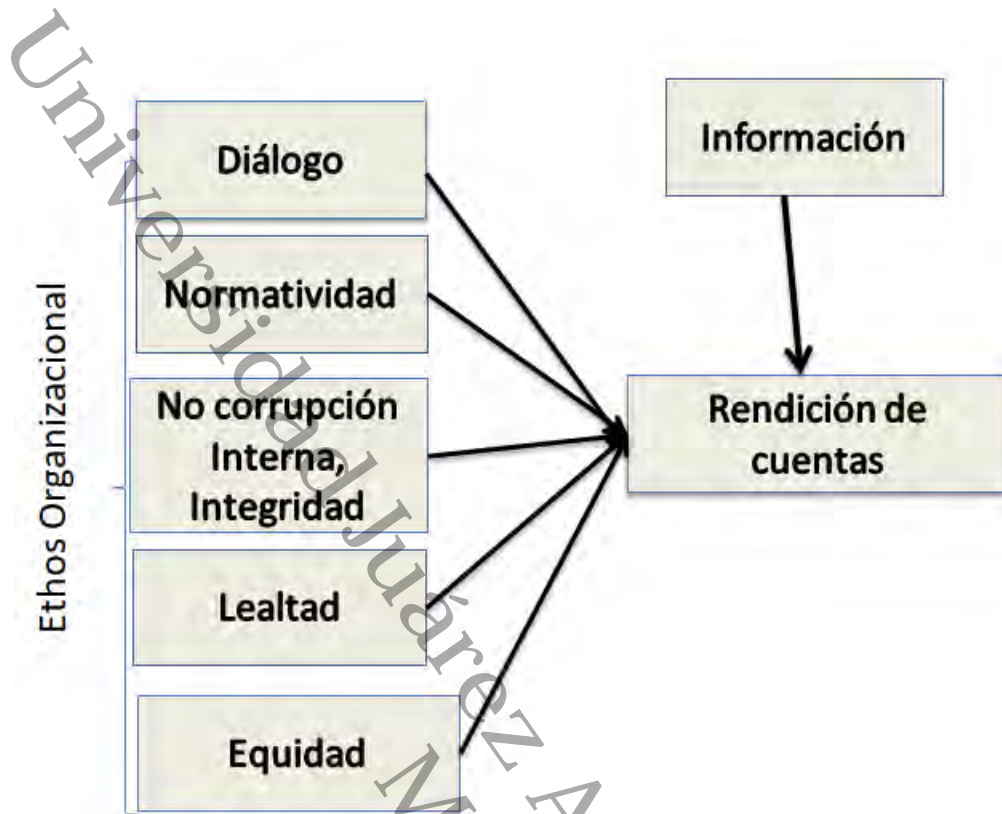 Diálogo
Normatividad
No corrupción
Interna,
Integridad
Lealtad
Equidad
Ethos Organizacional
Información
Rendición de
cuentas
Universidad Juárez A